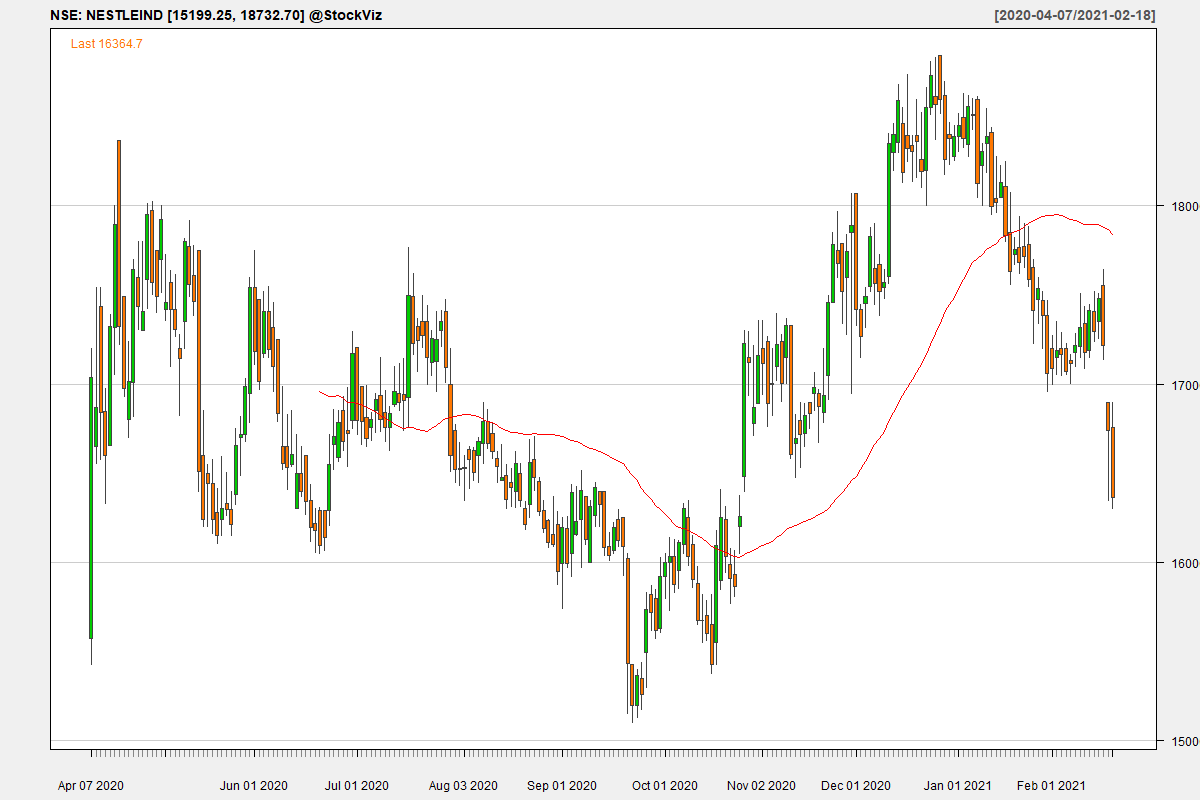 NSE: NESTLEIND [15199.25, 18732.70] @StockViz
[2020-04-07/2021-02-18]
Last 16364.7
1800
1700
1600
1500
Apr 07 2020
Jun 01 2020
Jul 01 2020
Aug 03 2020
Sep 01 2020
Oct 01 2020
Nov 02 2020
Dec 01 2020
Jan 01 2021
Feb 01 2021